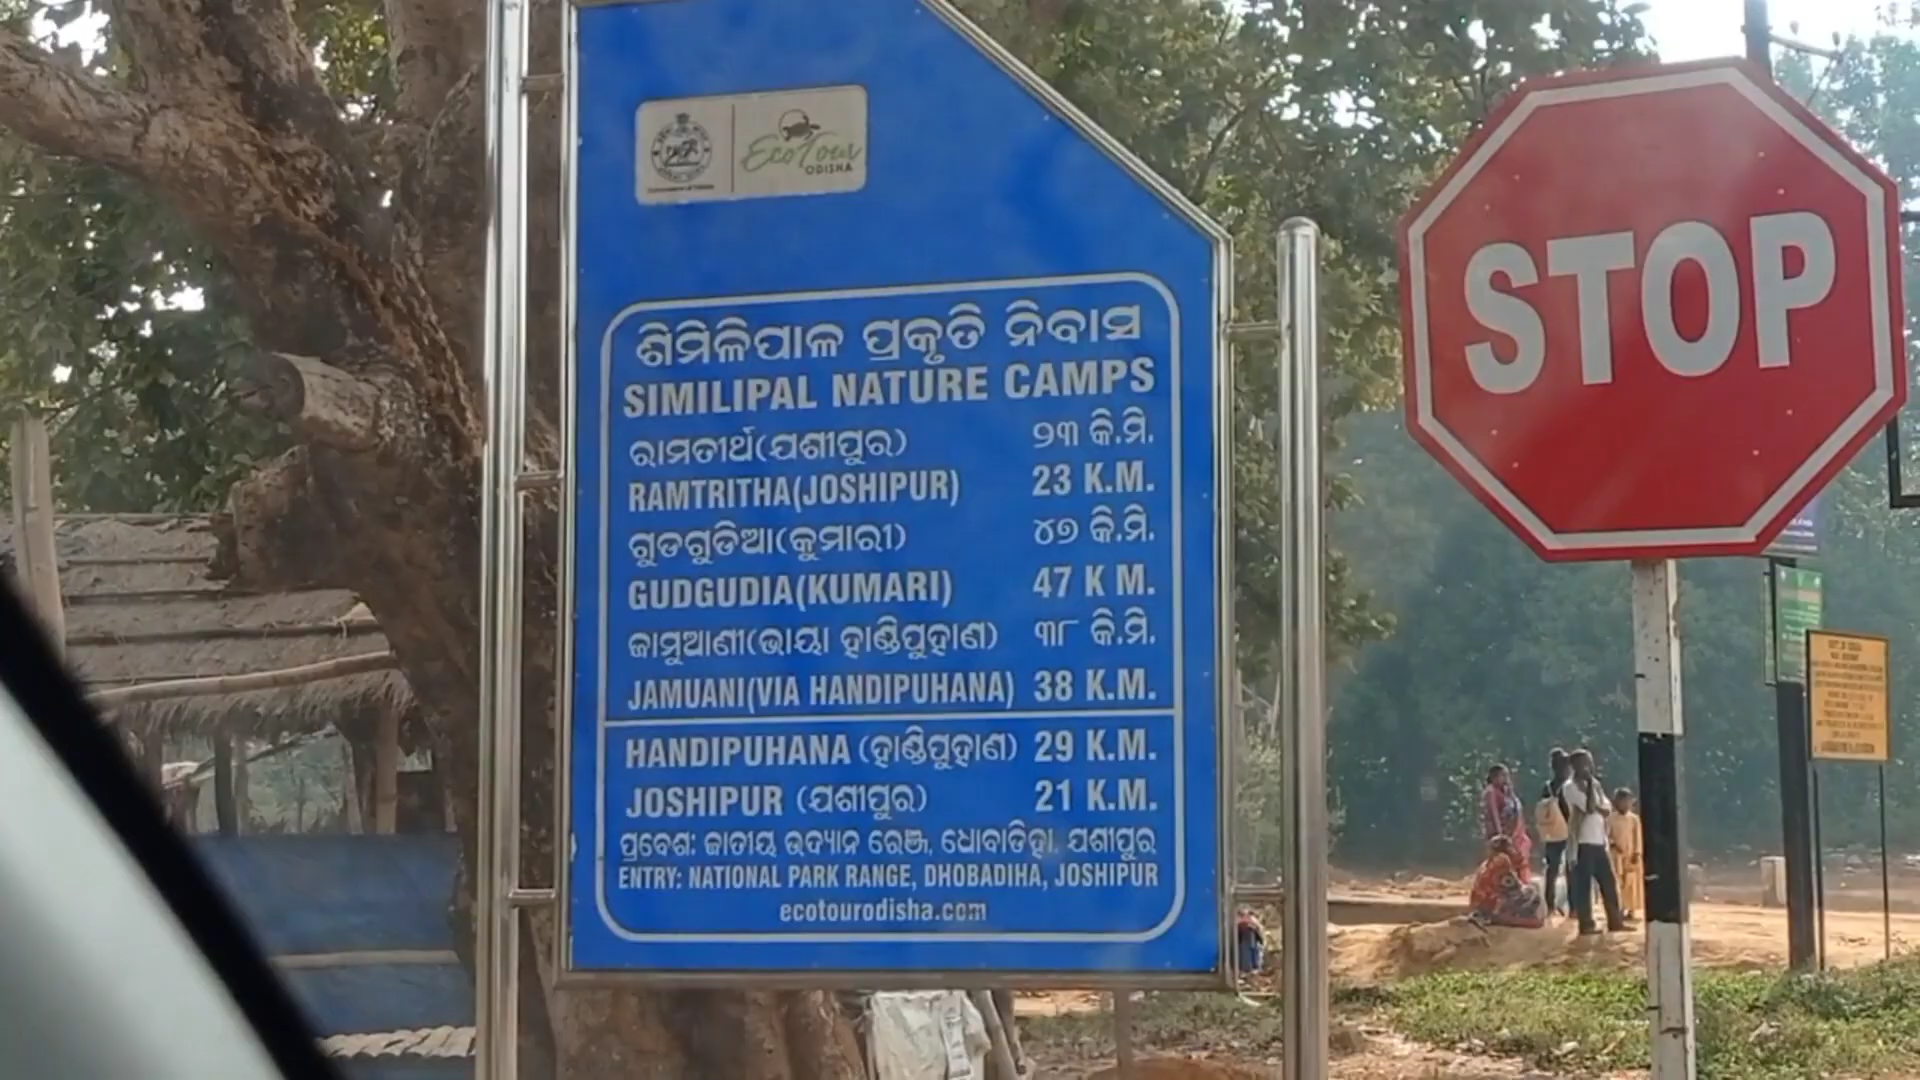 EcoTour
ODISHA
ଶିମିଳିପାଳ ପ୍ରକୃତି ନିବାସ
SIMILIPAL NATURE CAMPS
ରାମତୀର୍ଥ(ଯଶୀପୁର) ୨୩ କି.ମି.
RAMTRITHA(JOSHIPUR) 23 K.M.
ଗୁଡଗୁଡିଆ(କୁମାରୀ) ୪୭ କି.ମି.
GUDGUDIA(KUMARI) 47 K M.
ଜାମୁଆଣୀ(ଭାୟା ହାଣ୍ଡିପୁହାଣ) ୩୮ କି.ମି.
JAMUANI(VIA HANDIPUHANA) 38 K.M.
HANDIPUHANA (ହାଣ୍ଡିପୁହାଣ) 29 K.M.
JOSHIPUR (ଯଶୀପୁର) 21 K.M.
ପ୍ରବେଶ: ଜାତୀୟ ଉଦ୍ୟାନ ରେଞ୍ଜ, ଧୋବାଡିହା, ଯଶୀପୁର
ENTRY: NATIONAL PARK RANGE, DHOBADIHA, JOSHIPUR
ecotourodisha.com
STOP